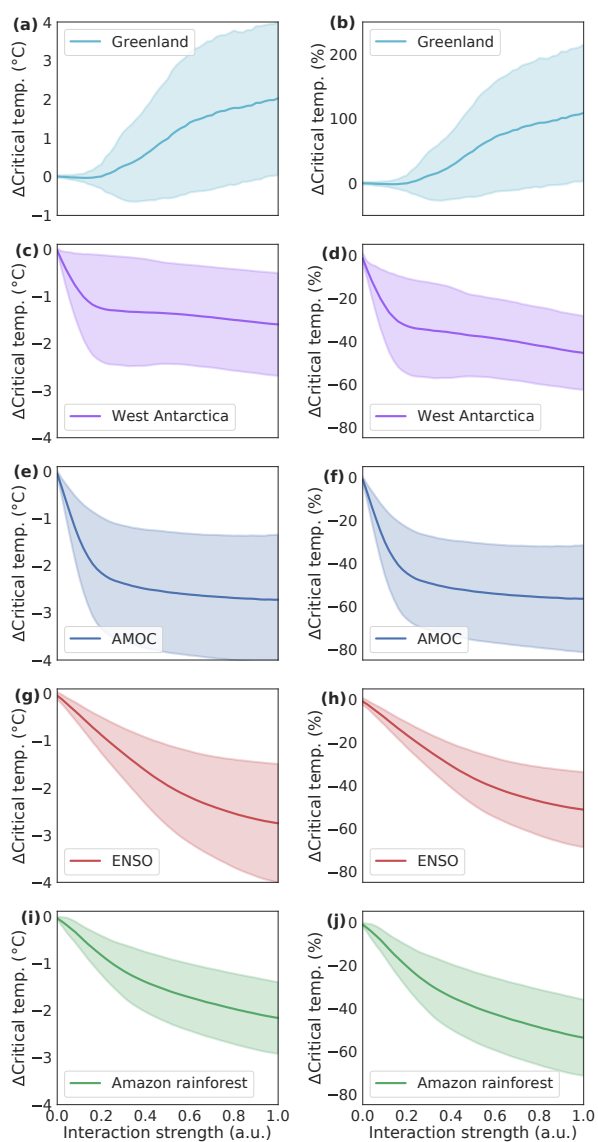 (a)
ΔCritical temp. (°C)
4
3
2
1
0
−1
Greenland
(b)
ΔCritical temp. (%)
200
100
0
Greenland
(c)
ΔCritical temp. (°C)
0
−1
−2
−3
−4
West Antarctica
(d)
ΔCritical temp. (%)
0
−20
−40
−60
−80
West Antarctica
(e)
ΔCritical temp. (°C)
0
−1
−2
−3
−4
AMOC
(f)
ΔCritical temp. (%)
0
−20
−40
−60
−80
AMOC
(g)
ΔCritical temp. (°C)
0
−1
−2
−3
−4
ENSO
(h)
ΔCritical temp. (%)
0
−20
−40
−60
−80
ENSO
(i)
ΔCritical temp. (°C)
0
−1
−2
−3
−4
Amazon rainforest
0.0 0.2 0.4 0.6 0.8 1.0
Interaction strength (a.u.)
(j)
ΔCritical temp. (%)
0
−20
−40
−60
−80
Amazon rainforest
0.0 0.2 0.4 0.6 0.8 1.0
Interaction strength (a.u.)